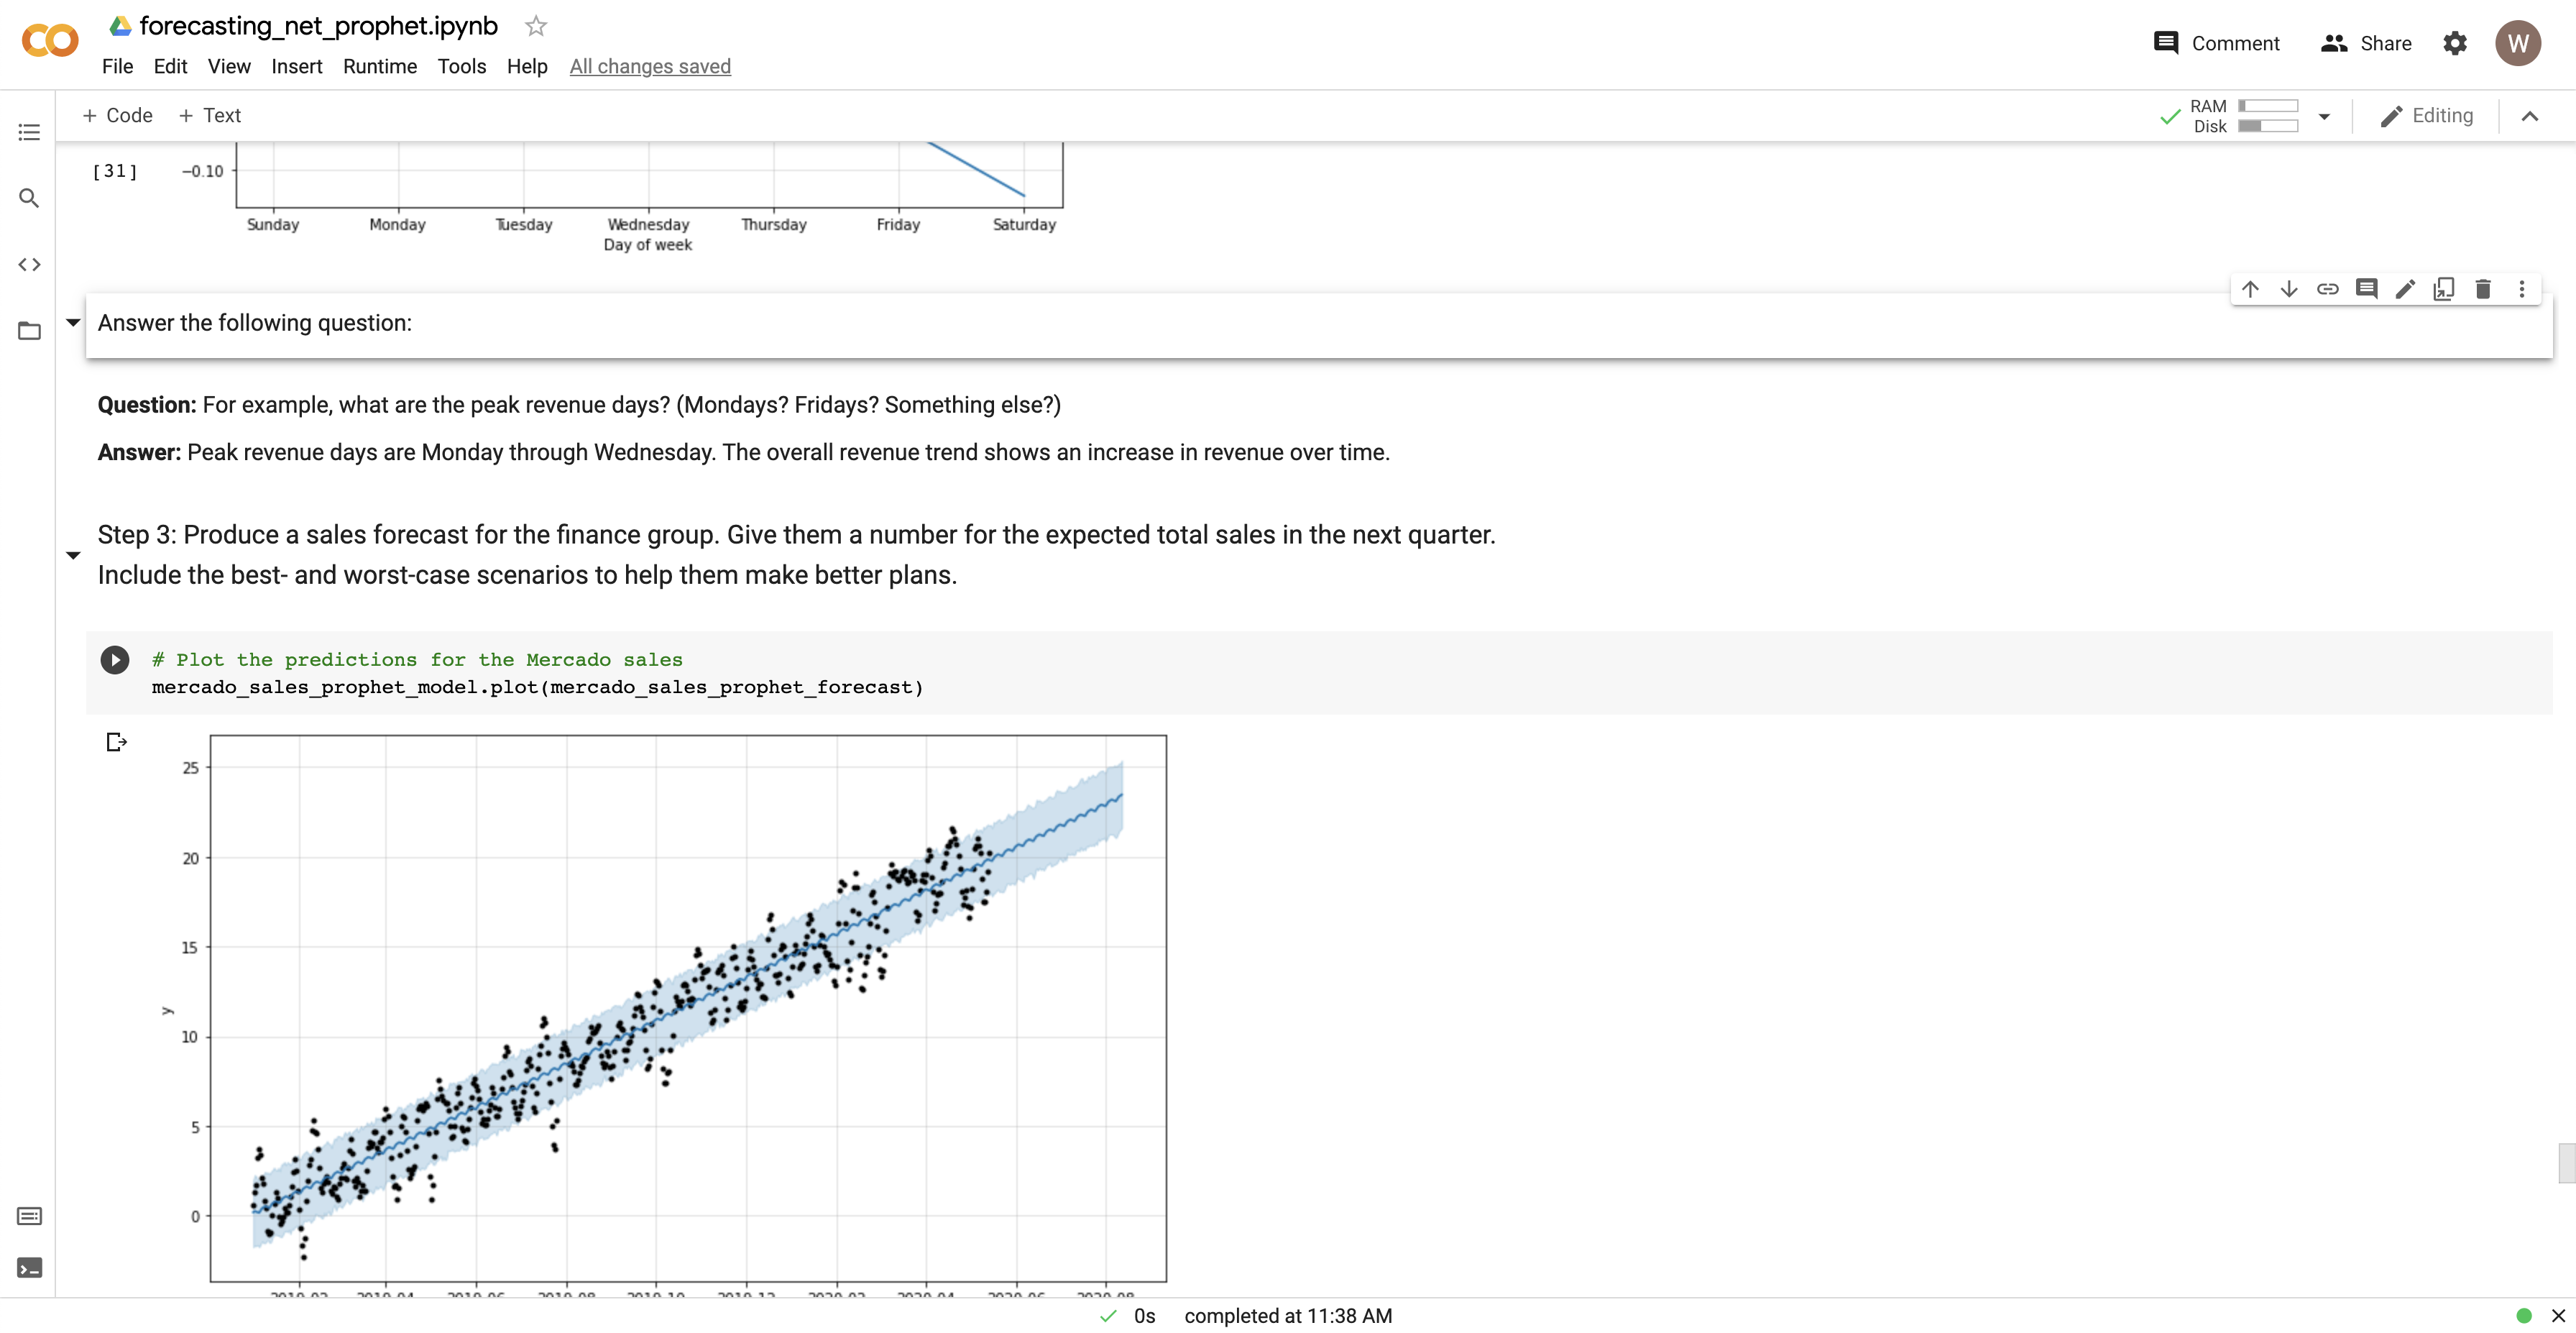 forecasting_net_prophet.ipynb
Comment Share W
File Edit View Insert Runtime Tools Help All changes saved
+ Code + Text
RAM
Disk
Editing
[31]
−0.10
Sunday Monday Tuesday Wednesday Thursday Friday Saturday
Day of week
Answer the following question:
Question: For example, what are the peak revenue days? (Mondays? Fridays? Something else?)
Answer: Peak revenue days are Monday through Wednesday. The overall revenue trend shows an increase in revenue over time.
Step 3: Produce a sales forecast for the finance group. Give them a number for the expected total sales in the next quarter.
Include the best- and worst-case scenarios to help them make better plans.
# Plot the predictions for the Mercado sales
mercado_sales_prophet_model.plot(mercado_sales_prophet_forecast)
25
20
15
y
10
5
0
0s completed at 11:38 AM